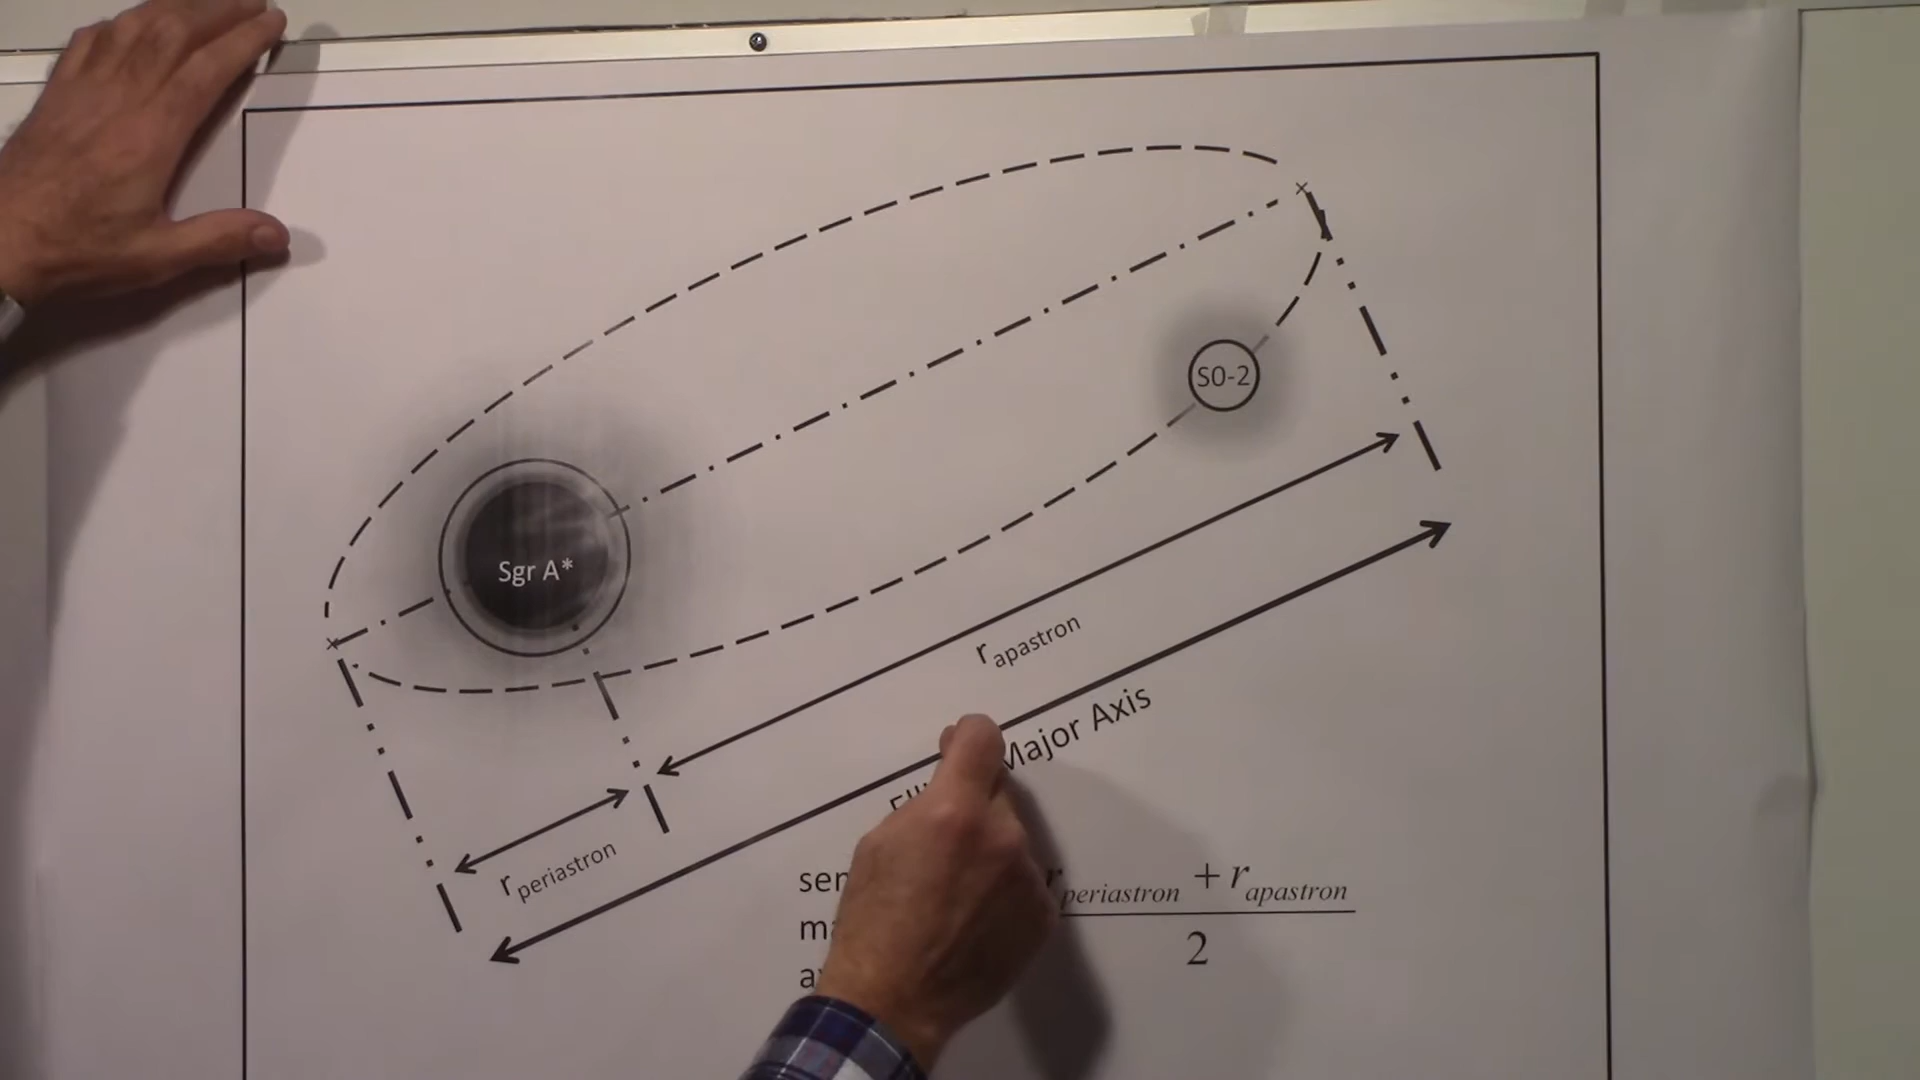 S0-2
Sgr A*
r apastron
Major Axis
r periastron
r periastron + r apastron
2